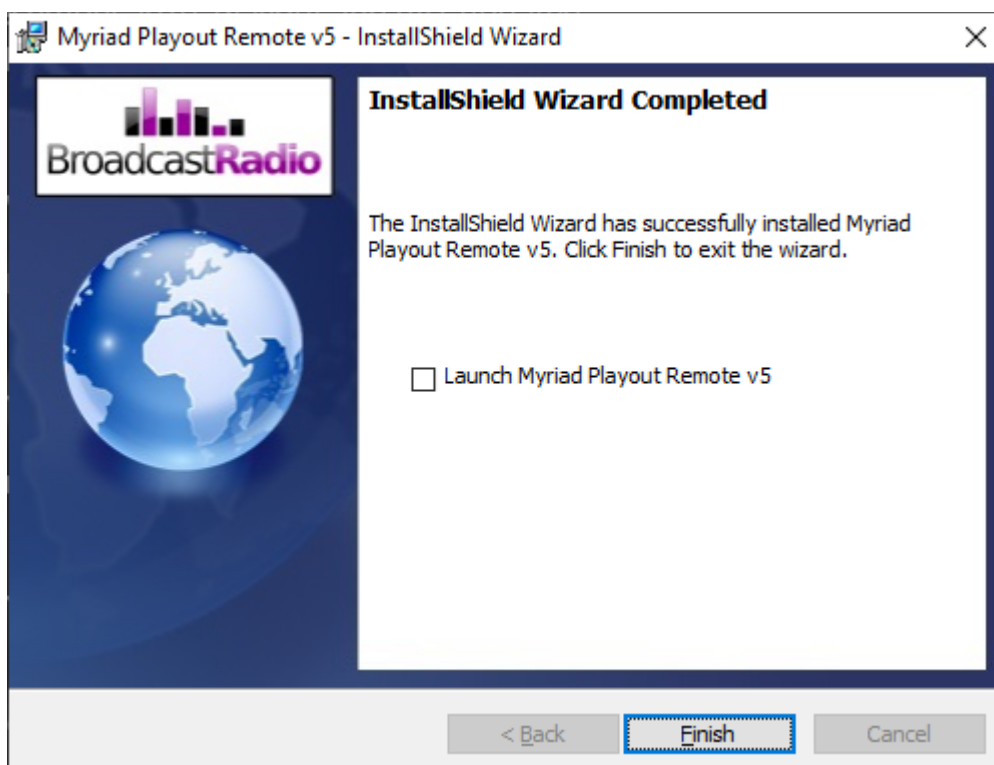 Myriad Playout Remote v5 - InstallShield Wizard
BroadcastRadio
InstallShield Wizard Completed
The InstallShield Wizard has successfully installed Myriad
Playout Remote v5. Click Finish to exit the wizard.
Launch Myriad Playout Remote v5
< Back
Finish
Cancel